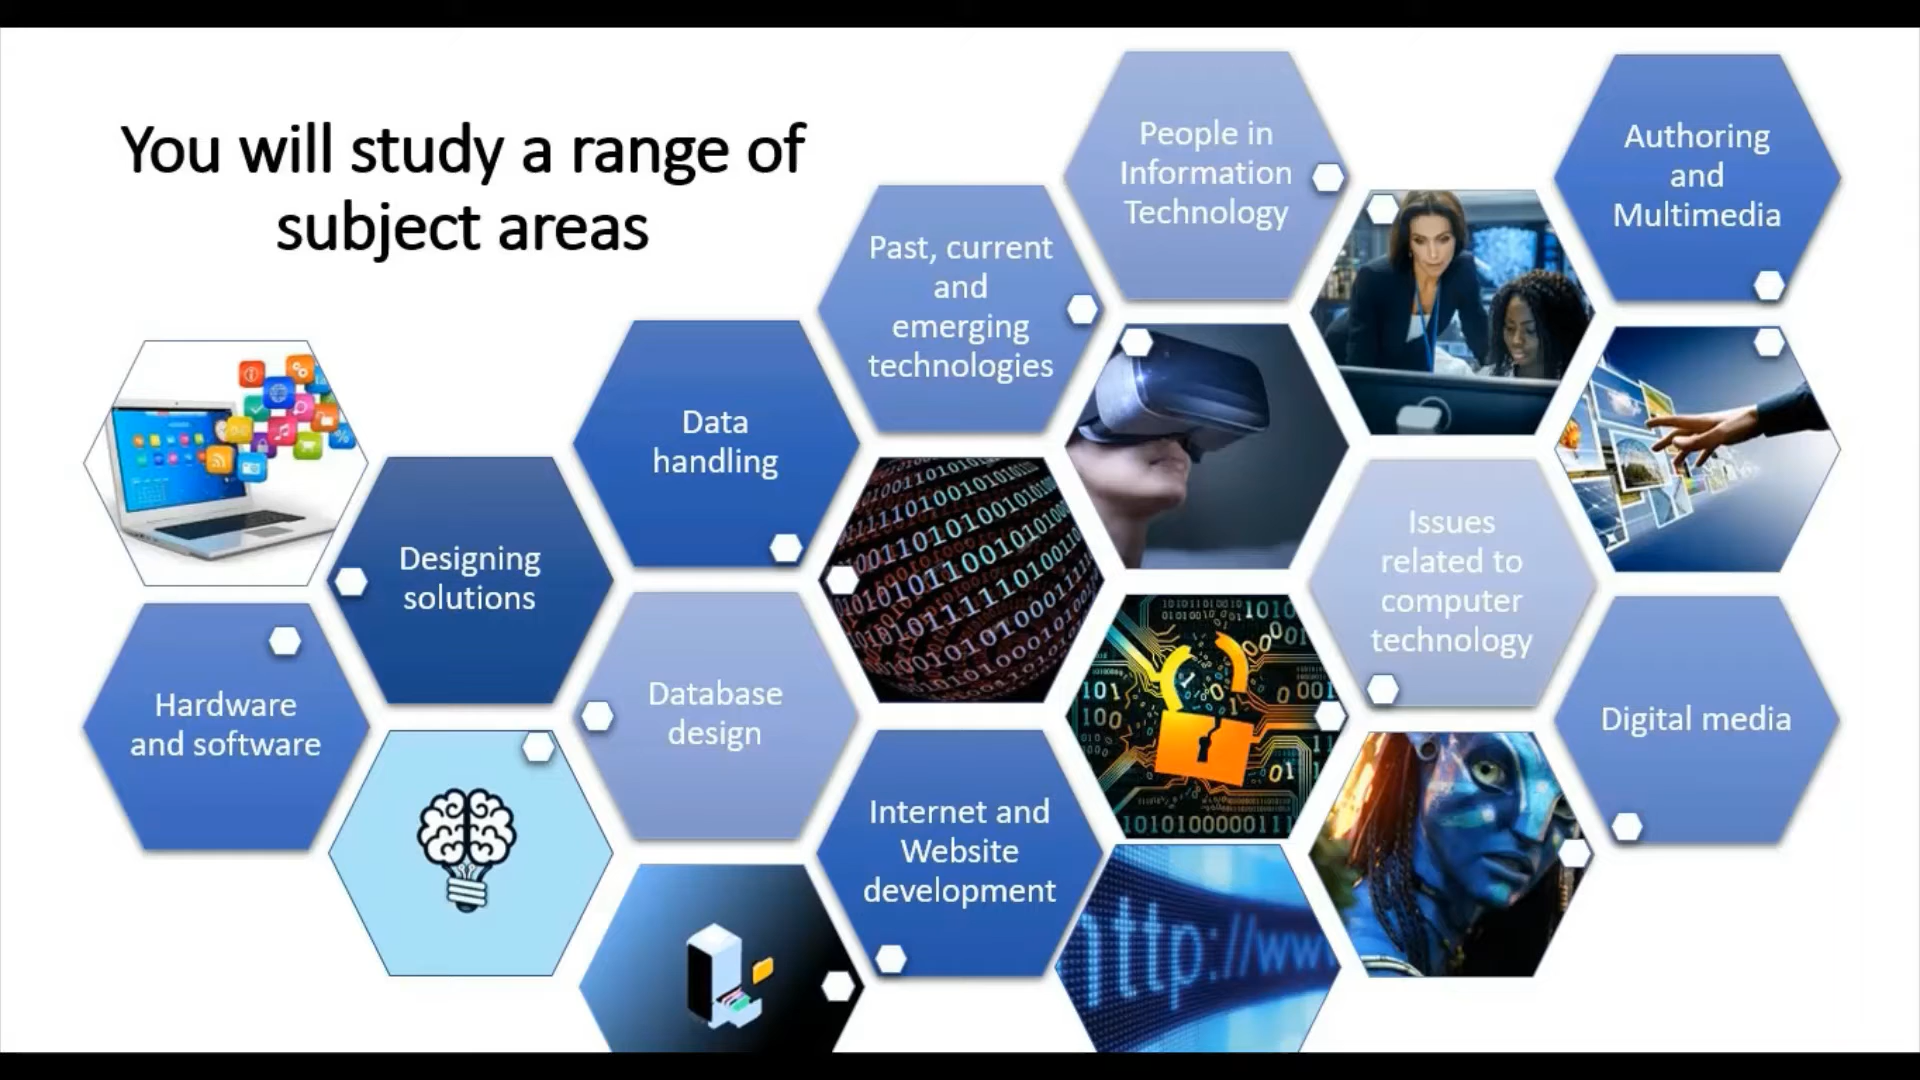 You will study a range of
subject areas
People in
Information
Technology
Authoring
and
Multimedia
Past, current
and
emerging
technologies
Data
handling
Designing
solutions
Issues
related to
computer
technology
Hardware
and software
Database
design
Digital media
Internet and
Website
development
http://ww